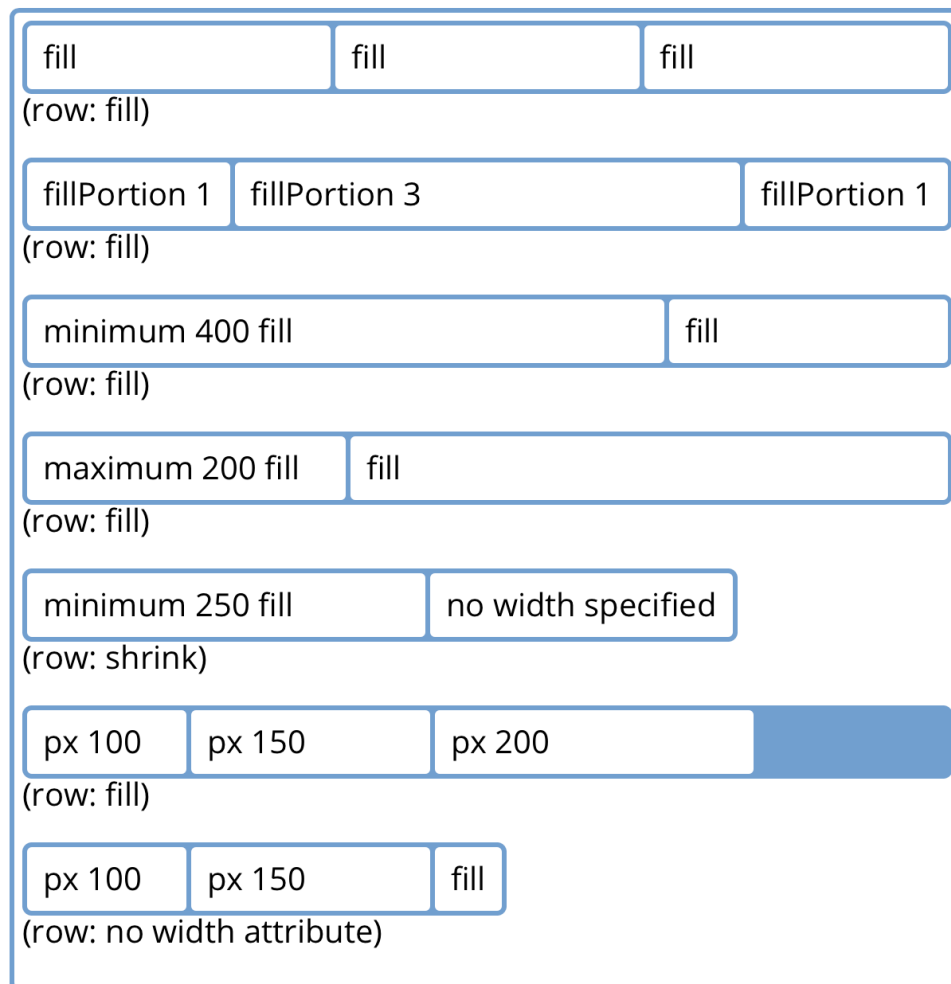 fill fill fill
(row: fill)
fillPortion 1 fillPortion 3 fillPortion 1
(row: fill)
minimum 400 fill fill
(row: fill)
maximum 200 fill fill
(row: fill)
minimum 250 fill no width specified
(row: shrink)
px 100 px 150 px 200
(row: fill)
px 100 px 150 fill
(row: no width attribute)